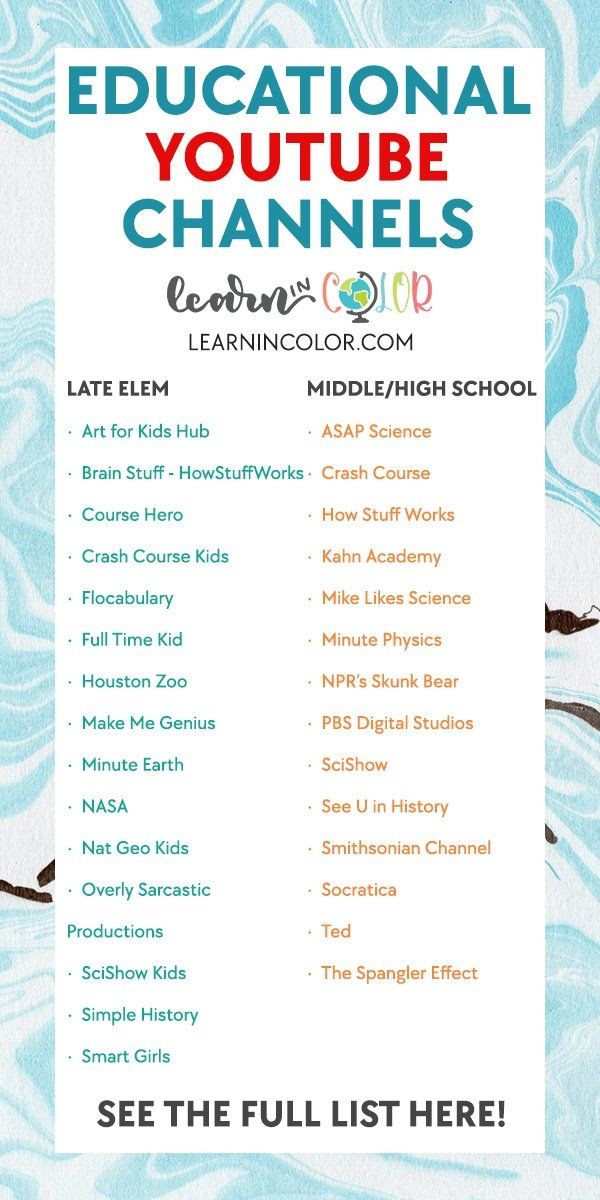 EDUCATIONAL
YOUTUBE
CHANNELS
learn IN COLOR
LEARNINCOLOR.COM
LATE ELEM
· Art for Kids Hub
· Brain Stuff - HowStuffWorks
· Course Hero
· Crash Course Kids
· Flocabulary
· Full Time Kid
· Houston Zoo
· Make Me Genius
· Minute Earth
· NASA
· Nat Geo Kids
· Overly Sarcastic
Productions
· SciShow Kids
· Simple History
· Smart Girls
MIDDLE/HIGH SCHOOL
· ASAP Science
· Crash Course
· How Stuff Works
· Kahn Academy
· Mike Likes Science
· Minute Physics
· NPR's Skunk Bear
· PBS Digital Studios
· SciShow
· See U in History
· Smithsonian Channel
· Socratica
· Ted
· The Spangler Effect
SEE THE FULL LIST HERE!